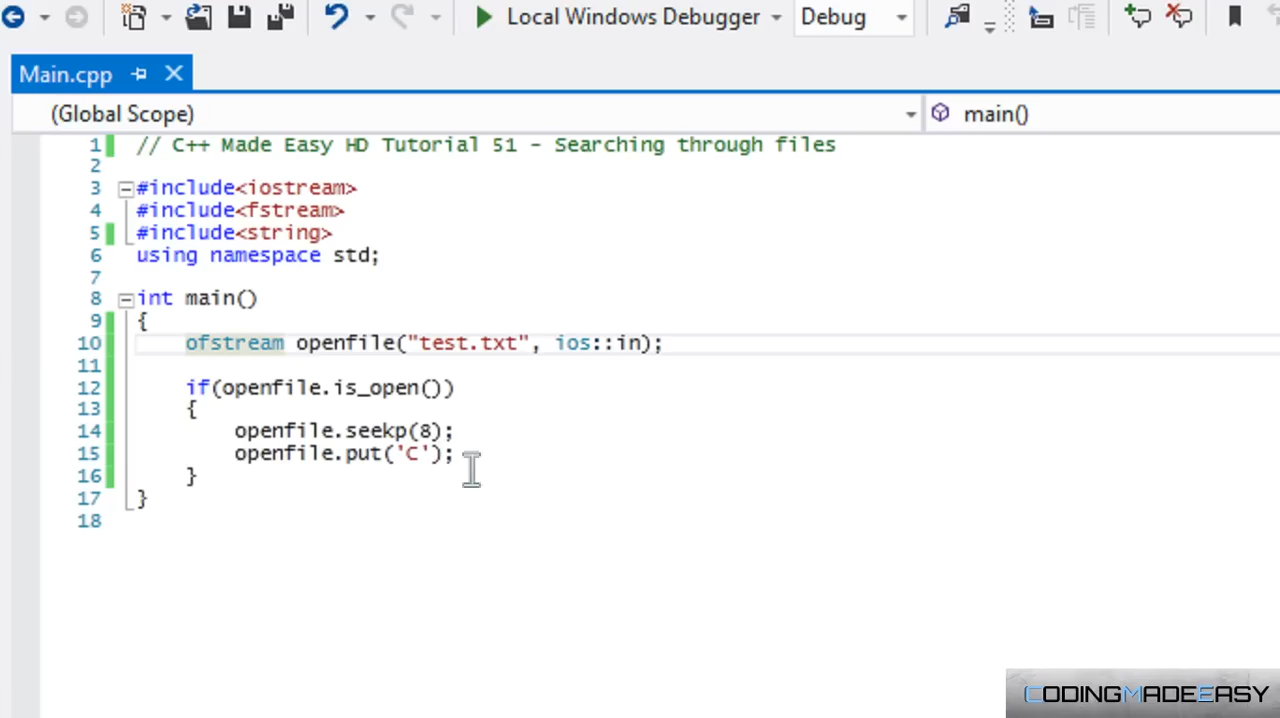 Local Windows Debugger Debug
Main.cpp
(Global Scope) main()
1 // C++ Made Easy HD Tutorial 51 - Searching through files
2
3 #include<iostream>
4 #include<fstream>
5 #include<string>
6 using namespace std;
7
8 int main()
9 {
10 ofstream openfile("test.txt", ios::in);
11
12 if(openfile.is_open())
13 {
14 openfile.seekp(8);
15 openfile.put('C');
16 }
17 }
18
CODINGMADEEASY